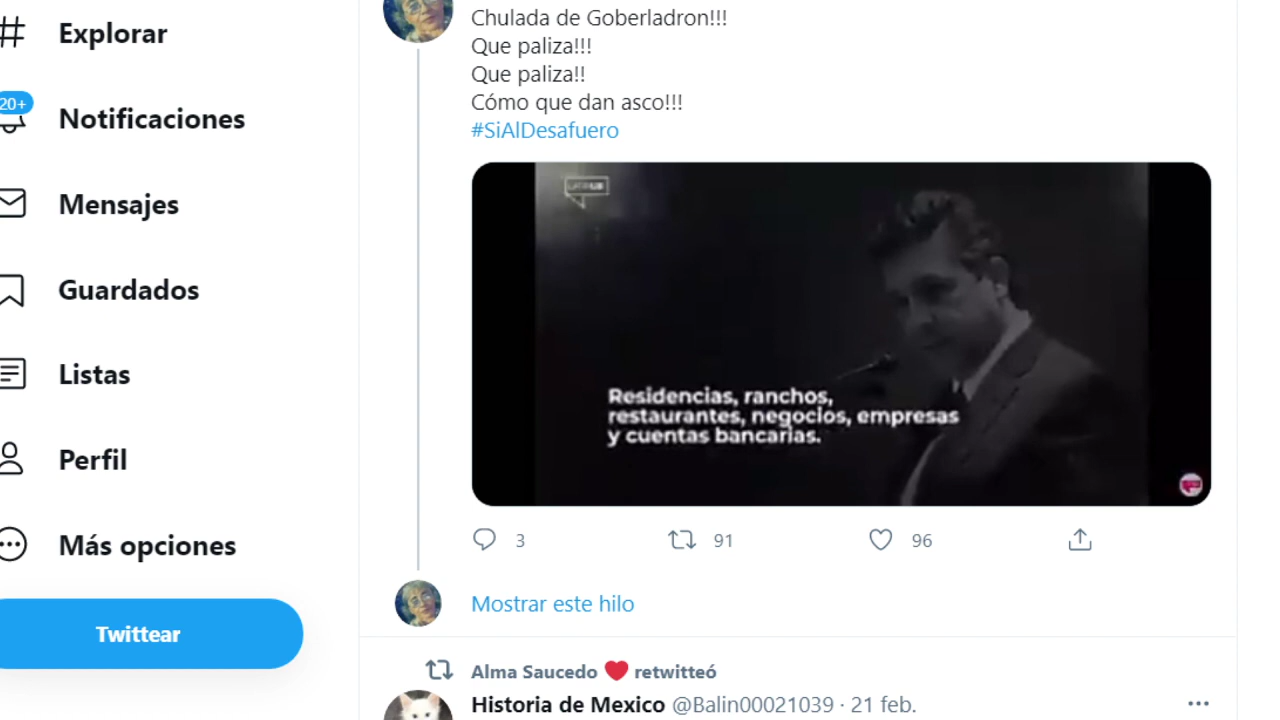 Explorar
20+
Notificaciones
Mensajes
Guardados
Listas
Perfil
Más opciones
Twittear
Chulada de Goberladron!!!
Que paliza!!!
Que paliza!!
Cómo que dan asco!!!
#SiAlDesafuero
Residencias, ranchos,
restaurantes, negocios, empresas
y cuentas bancarias.
3
91
96
Mostrar este hilo
Alma Saucedo ❤️ retwitteó
Historia de Mexico @Balin00021039 · 21 feb.